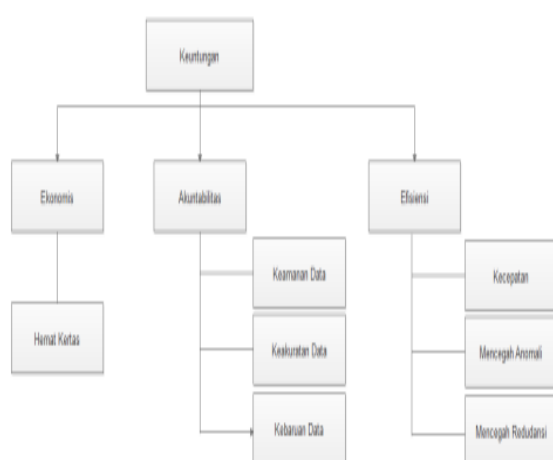 Keuntungan
Ekonomis
Akuntabilitas
Efisiensi
Hemat Kertas
Keamanan Data
Keakuratan Data
Kebaruan Data
Kecepatan
Mencegah Anomali
Mencegah Redudansi